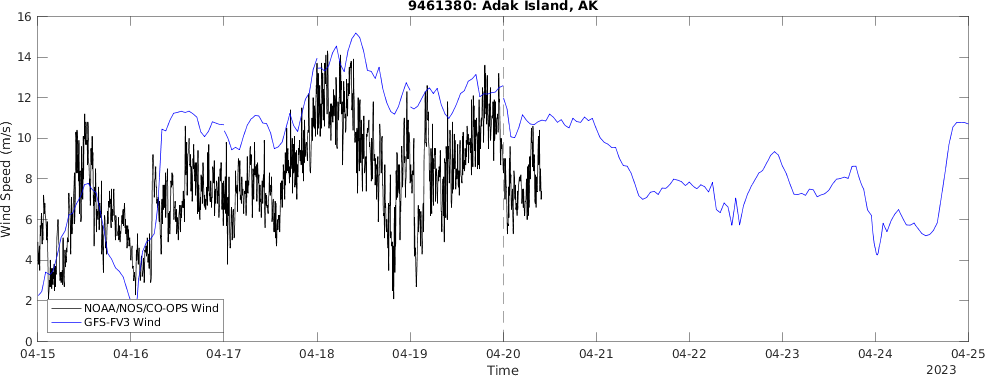 9461380: Adak Island, AK
Wind Speed (m/s)
16
14
12
10
8
6
4
2
0
NOAA/NOS/CO-OPS Wind
GFS-FV3 Wind
04-15 04-16 04-17 04-18 04-19 04-20 04-21 04-22 04-23 04-24 04-25
Time
2023